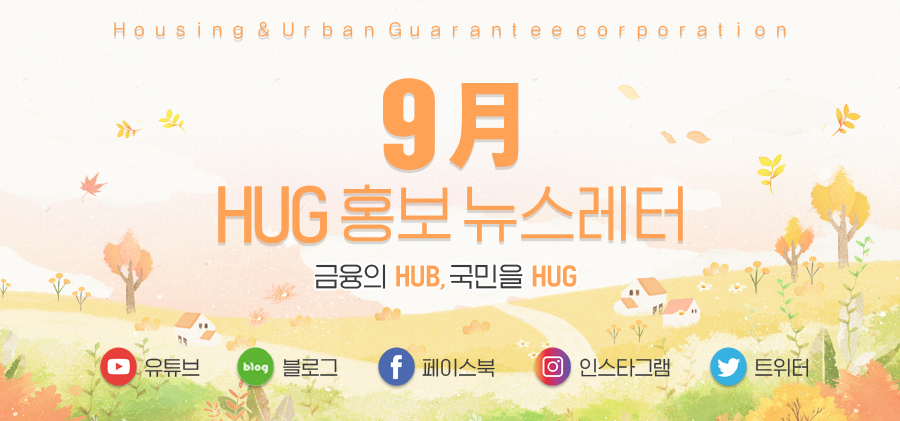 Housing & Urban Guarantee corporation
9月
HUG 홍보 뉴스레터
금융의 HUB, 국민을 HUG
유튜브 blog 블로그 페이스북 인스타그램 트위터